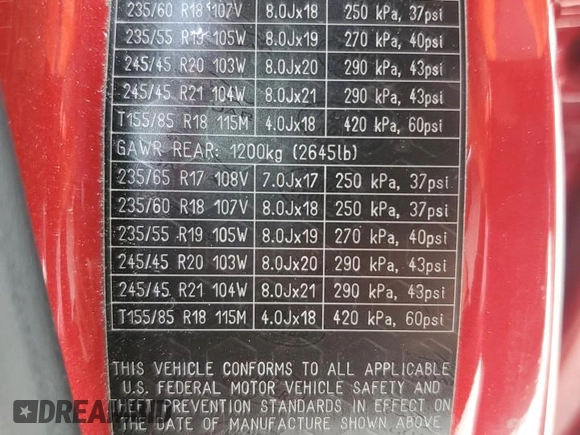 235/60 R18 107V 8.0Jx18 250 kPa, 37psi
235/55 R19 105W 8.0Jx19 270 kPa, 40psi
245/45 R20 103W 8.0Jx20 290 kPa, 43psi
245/45 R21 104W 8.0Jx21 290 kPa, 43psi
T155/85 R18 115M 4.0Jx18 420 kPa, 60psi
GAWR REAR: 1200kg (2645lb)
235/65 R17 108V 7.0Jx17 250 kPa, 37psi
235/60 R18 107V 8.0Jx18 250 kPa, 37psi
235/55 R19 105W 8.0Jx19 270 kPa, 40psi
245/45 R20 103W 8.0Jx20 290 kPa, 43psi
245/45 R21 104W 8.0Jx21 290 kPa, 43psi
T155/85 R18 115M 4.0Jx18 420 kPa, 60psi
THIS VEHICLE CONFORMS TO ALL APPLICABLE
U.S. FEDERAL MOTOR VEHICLE SAFETY AND
THEFT PREVENTION STANDARDS IN EFFECT ON
THE DATE OF MANUFACTURE SHOWN ABOVE